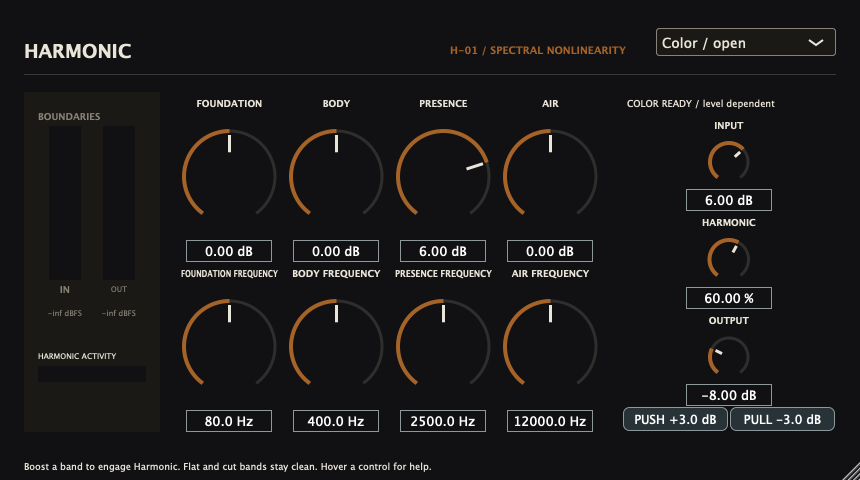 HARMONIC
H-01 / SPECTRAL NONLINEARITY
Color / open
BOUNDARIES
IN
OUT
-inf dBFS
-inf dBFS
HARMONIC ACTIVITY
FOUNDATION
BODY
PRESENCE
AIR
0.00 dB
0.00 dB
6.00 dB
0.00 dB
FOUNDATION FREQUENCY
BODY FREQUENCY
PRESENCE FREQUENCY
AIR FREQUENCY
80.0 Hz
400.0 Hz
2500.0 Hz
12000.0 Hz
COLOR READY / level dependent
INPUT
6.00 dB
HARMONIC
60.00 %
OUTPUT
-8.00 dB
PUSH +3.0 dB
PULL -3.0 dB
Boost a band to engage Harmonic. Flat and cut bands stay clean. Hover a control for help.